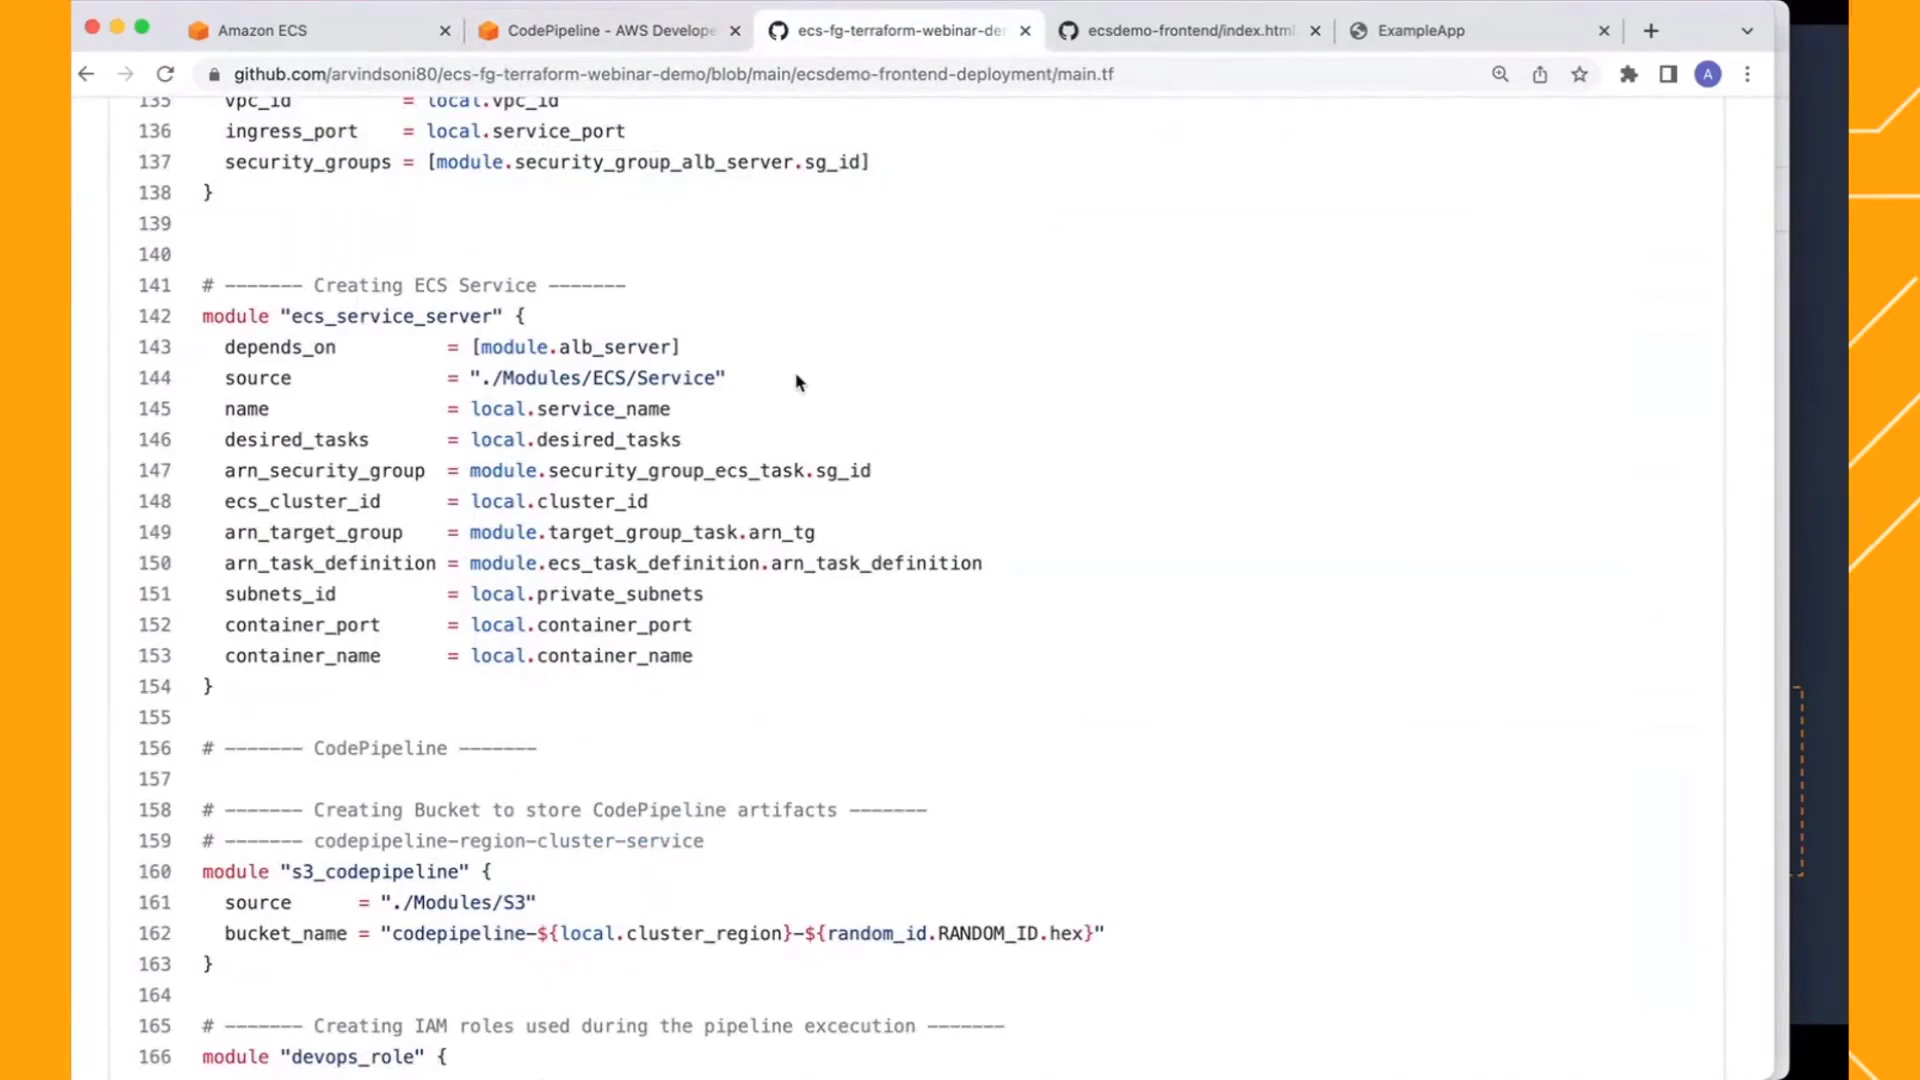 Amazon ECS
CodePipeline - AWS Develope
ecs-fg-terraform-webinar-der
ecsdemo-frontend/index.html
ExampleApp
github.com/arvindsoni80/ecs-fg-terraform-webinar-demo/blob/main/ecsdemo-frontend-deployment/main.tf
A
135 vpc_id = local.vpc_id
136 ingress_port = local.service_port
137 security_groups = [module.security_group_alb_server.sg_id]
138 }
139
140
141 # ------- Creating ECS Service -------
142 module "ecs_service_server" {
143 depends_on = [module.alb_server]
144 source = "./Modules/ECS/Service"
145 name = local.service_name
146 desired_tasks = local.desired_tasks
147 arn_security_group = module.security_group_ecs_task.sg_id
148 ecs_cluster_id = local.cluster_id
149 arn_target_group = module.target_group_task.arn_tg
150 arn_task_definition = module.ecs_task_definition.arn_task_definition
151 subnets_id = local.private_subnets
152 container_port = local.container_port
153 container_name = local.container_name
154 }
155
156 # ------- CodePipeline -------
157
158 # ------- Creating Bucket to store CodePipeline artifacts -------
159 # ------- codepipeline-region-cluster-service
160 module "s3_codepipeline" {
161 source = "./Modules/S3"
162 bucket_name = "codepipeline-${local.cluster_region}-${random_id.RANDOM_ID.hex}"
163 }
164
165 # ------- Creating IAM roles used during the pipeline excecution -------
166 module "devops_role" {